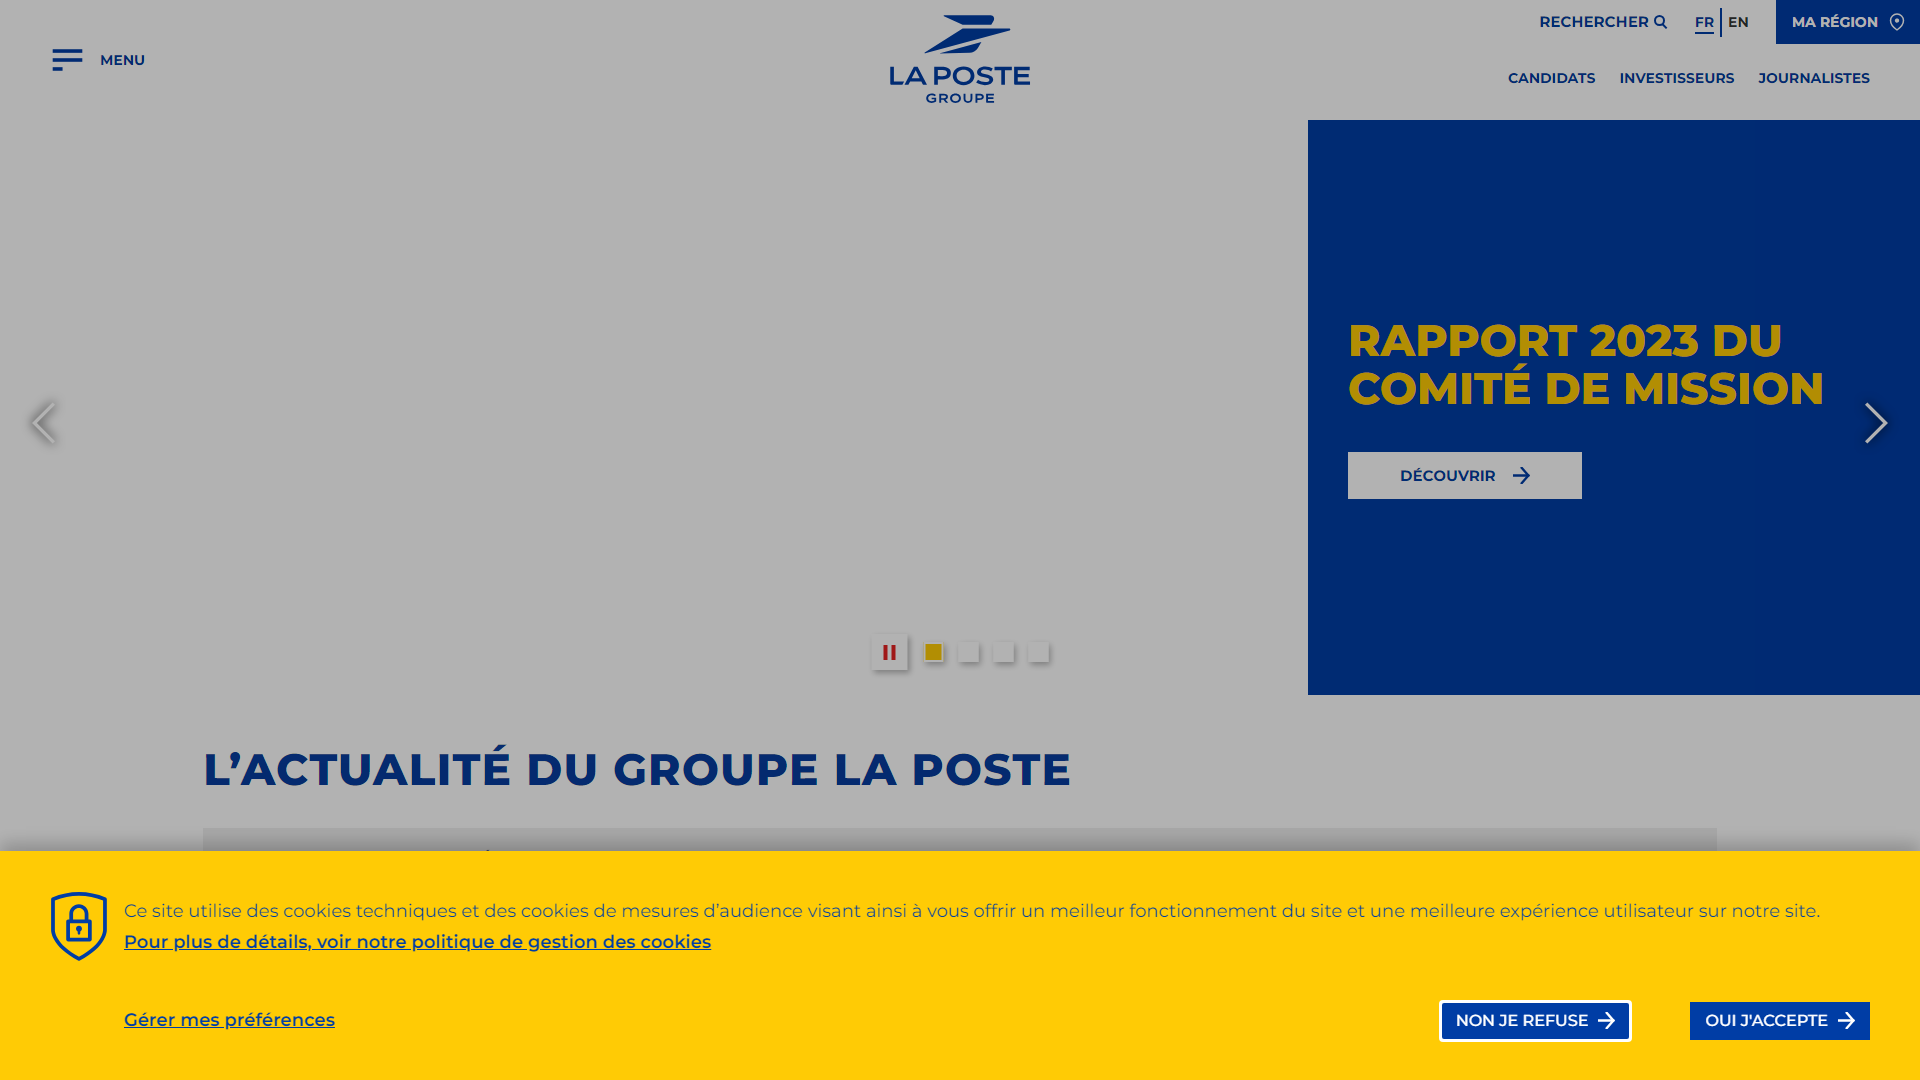 MENU
LA POSTE
GROUPE
RECHERCHER
FR
EN
MA RÉGION
CANDIDATS
INVESTISSEURS
JOURNALISTES
RAPPORT 2023 DU
COMITÉ DE MISSION
DÉCOUVRIR
L’ACTUALITÉ DU GROUPE LA POSTE
Ce site utilise des cookies techniques et des cookies de mesures d’audience visant ainsi à vous offrir un meilleur fonctionnement du site et une meilleure expérience utilisateur sur notre site.
Pour plus de détails, voir notre politique de gestion des cookies
Gérer mes préférences
NON JE REFUSE
OUI J'ACCEPTE